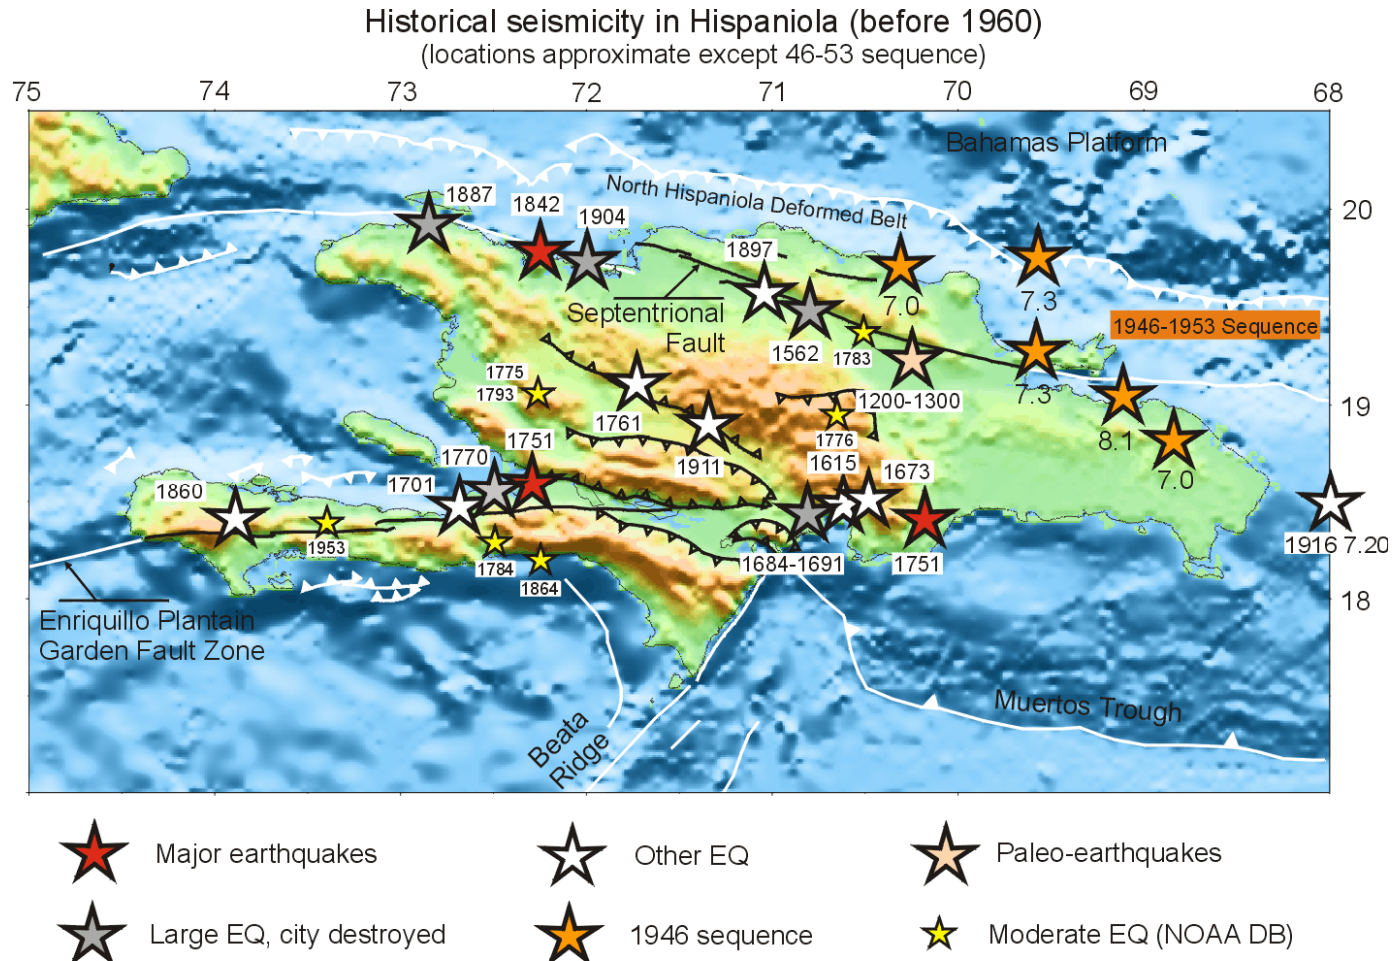 Historical seismicity in Hispaniola (before 1960)
(locations approximate except 46-53 sequence)
75 74 73 72 71 70 69 68
Bahamas Platform
North Hispaniola Deformed Belt
1887
1842
1904
20
1897
7.0
7.3
Septentrional
Fault
1946-1953 Sequence
1562
1783
1775
1793
7.3
1200-1300
19
1761
1776
8.1
1751
1770
1911
1615
1673
7.0
1860
1701
1953
1784
1864
1684-1691
1751
1916 7.20
18
Enriquillo Plantain
Garden Fault Zone
Beata
Ridge
Muertos Trough
Major earthquakes
Other EQ
Paleo-earthquakes
Large EQ, city destroyed
1946 sequence
Moderate EQ (NOAA DB)